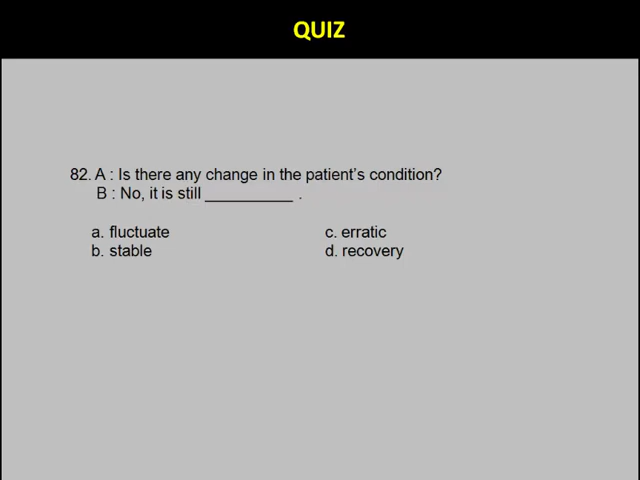 QUIZ
82. A : Is there any change in the patient's condition?
B : No, it is still __________ .
a. fluctuate c. erratic
b. stable d. recovery